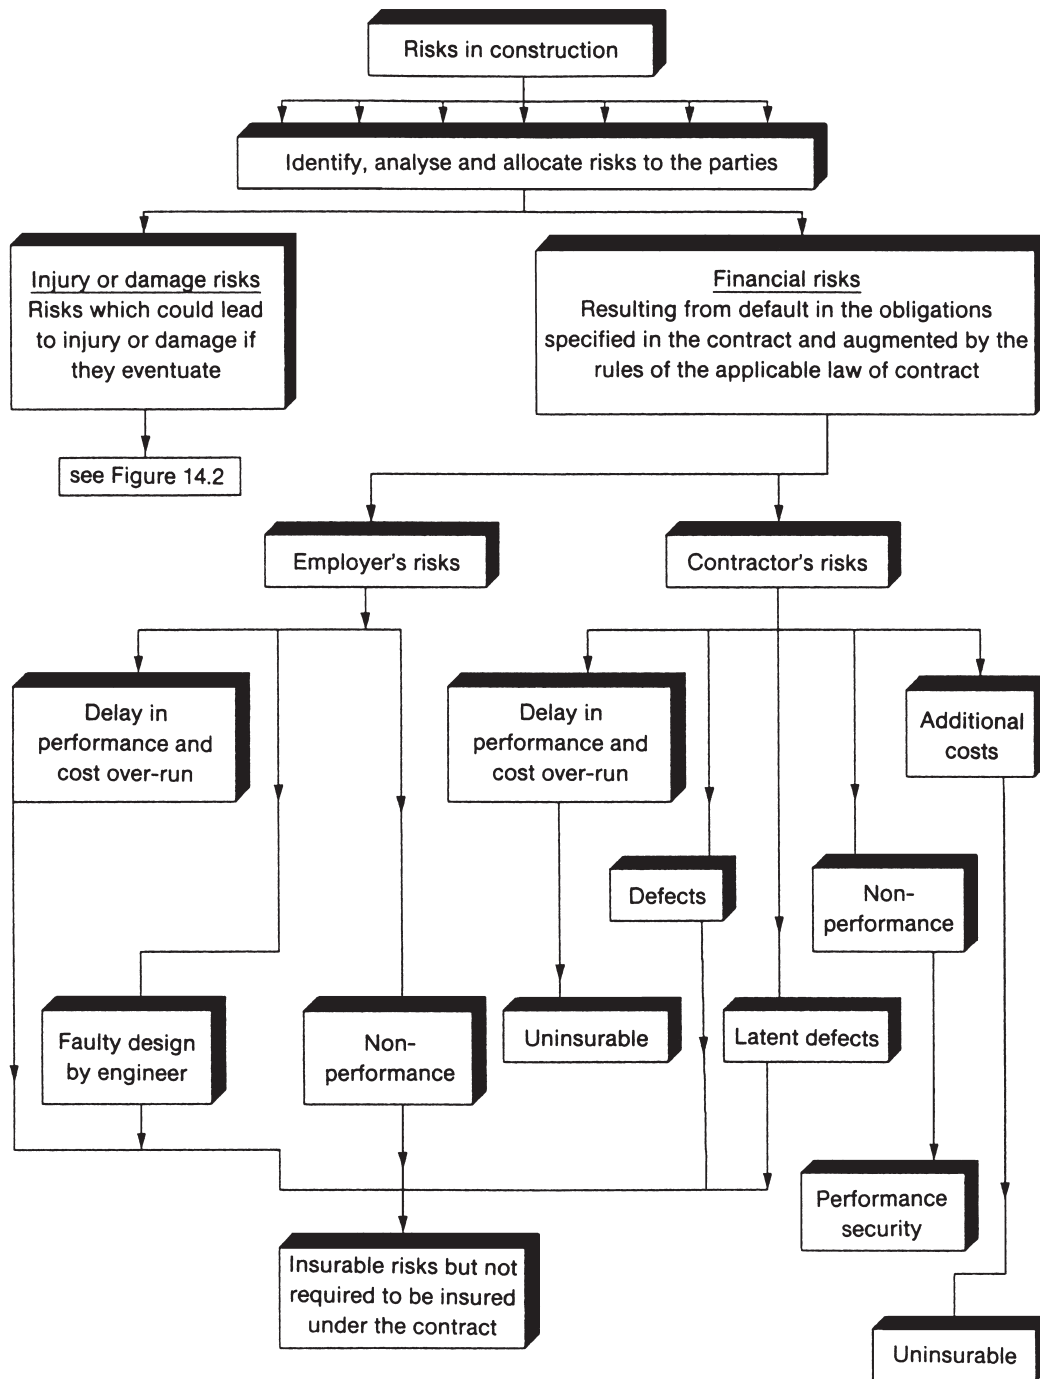 Risks in construction
Identify, analyse and allocate risks to the parties
Injury or damage risks
Risks which could lead
to injury or damage if
they eventuate
Financial risks
Resulting from default in the obligations
specified in the contract and augmented by the
rules of the applicable law of contract
see Figure 14.2
Employer's risks
Contractor's risks
Delay in
performance and
cost over-run
Delay in
performance and
cost over-run
Additional
costs
Defects
Non-
performance
Faulty design
by engineer
Non-
performance
Uninsurable
Latent defects
Performance
security
Insurable risks but not
required to be insured
under the contract
Uninsurable